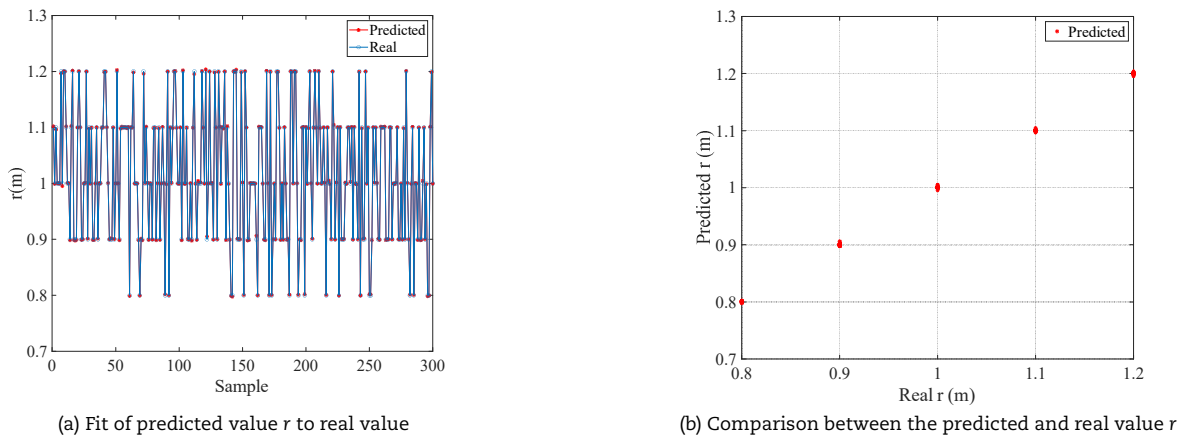 1.3
1.2
1.1
1
0.9
0.8
0.7
r(m)
Predicted
Real
0
50
100
150
200
250
300
Sample
(a) Fit of predicted value r to real value
1.3
1.2
1.1
1
0.9
0.8
0.7
Predicted r (m)
Predicted
0.8
0.9
1
1.1
1.2
Real r (m)
(b) Comparison between the predicted and real value r